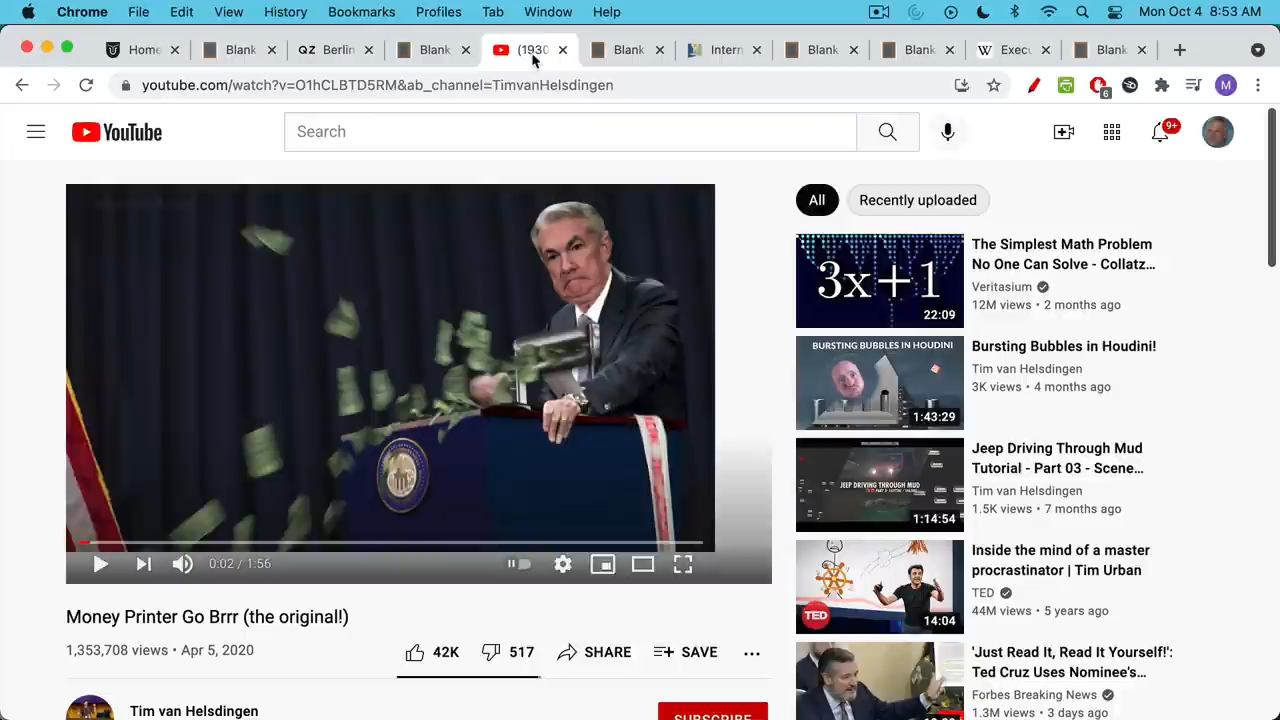 Chrome File Edit View History Bookmarks Profiles Tab Window Help Mon Oct 4 8:53 AM
Home Blank QZ Berlin Blank (1930 Blank Intern Blank Blank W Execu Blank
youtube.com/watch?v=O1hCLBTD5RM&ab_channel=TimvanHelsdingen 6 M
YouTube Search 9+
All Recently uploaded
The Simplest Math Problem
No One Can Solve - Collatz...
Veritasium
12M views • 2 months ago
3x+1
22:09
BURSTING BUBBLES IN HOUDINI
Bursting Bubbles in Houdini!
Tim van Helsdingen
3K views • 4 months ago
1:43:29
Jeep Driving Through Mud
Tutorial - Part 03 - Scene...
Tim van Helsdingen
1.5K views • 7 months ago
JEEP DRIVING THROUGH MUD
1:14:54
Inside the mind of a master
procrastinator | Tim Urban
TED
44M views • 5 years ago
TED
14:04
'Just Read It, Read It Yourself!':
Ted Cruz Uses Nominee's...
Forbes Breaking News
1.3M views • 3 days ago
0:02 / 1:56
Money Printer Go Brrr (the original!)
1,353,708 views • Apr 5, 2020
42K 517 SHARE SAVE
Tim van Helsdingen
SUBSCRIBE